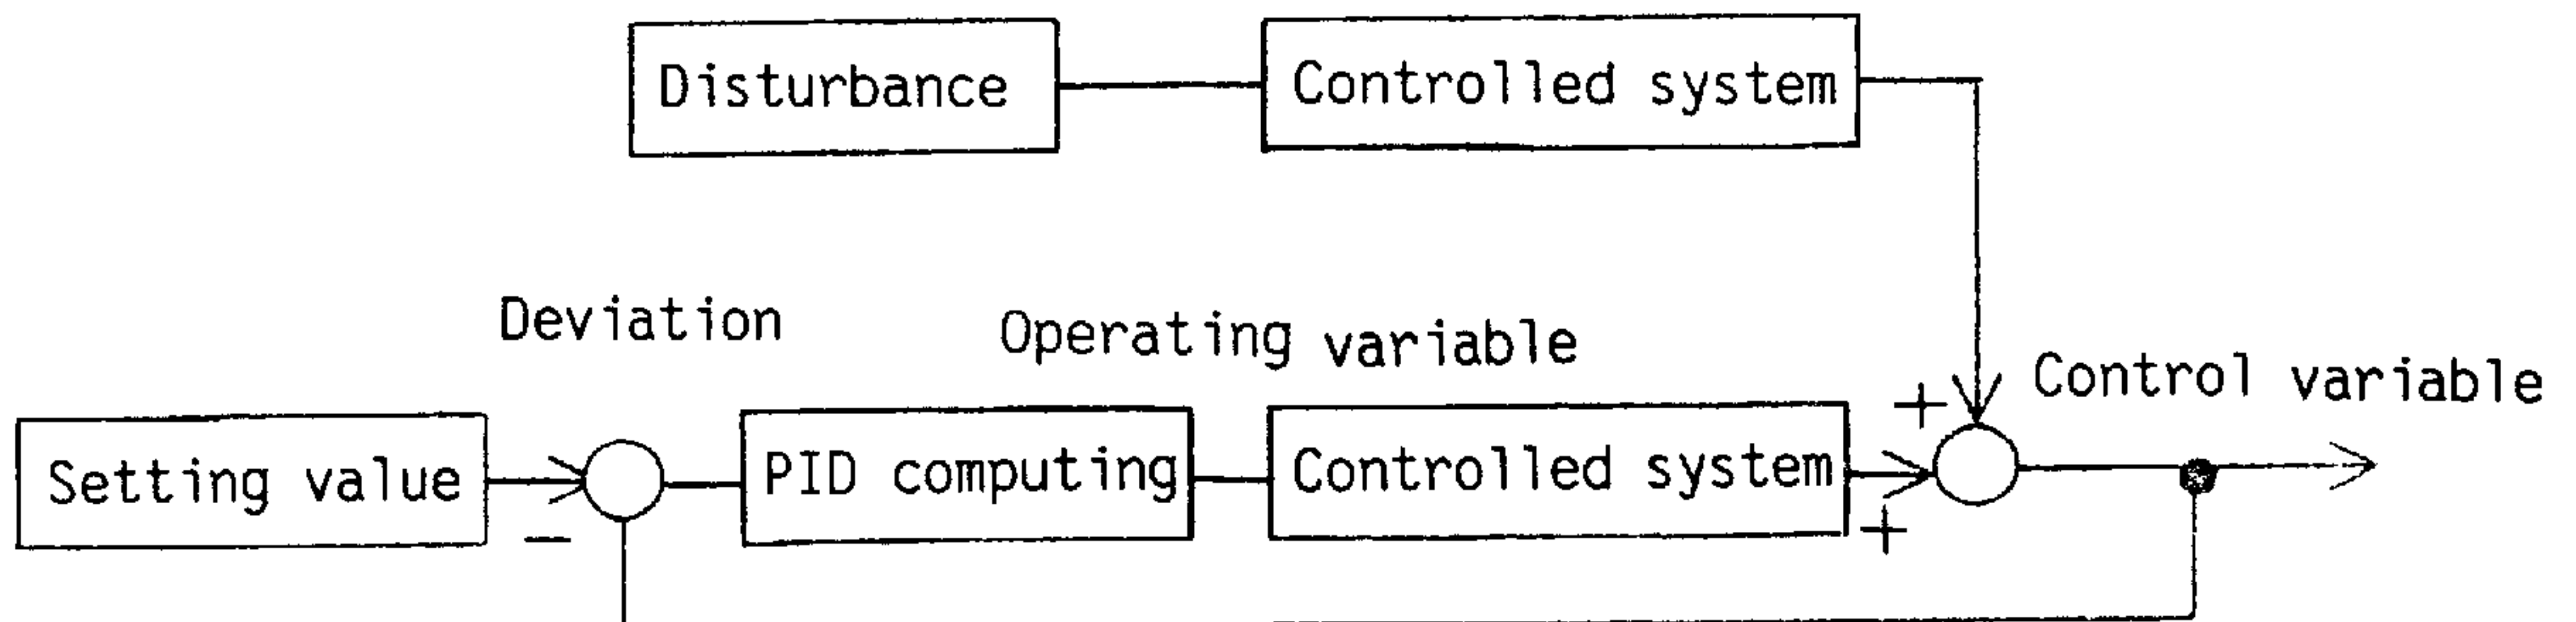 Disturbance
Controlled system
Deviation
Operating variable
Control variable
Setting value
PID computing
Controlled system
+
+
−